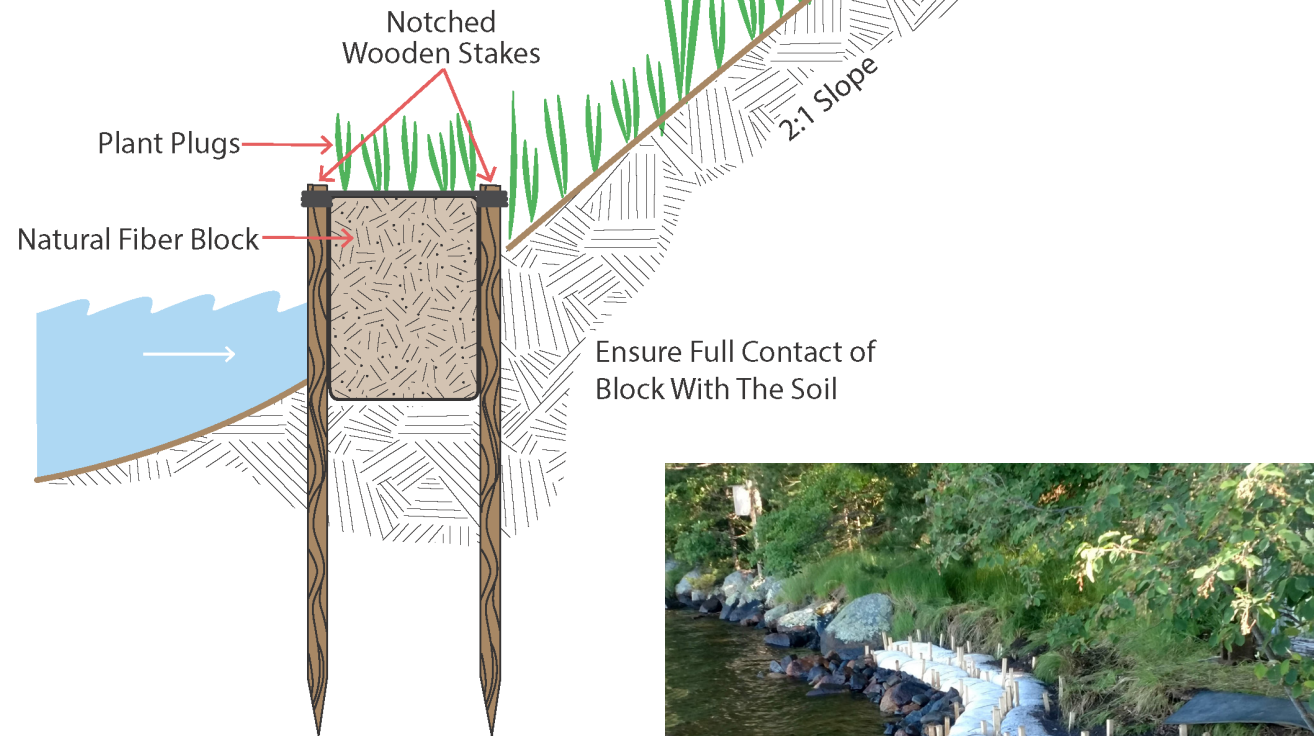 Notched
Wooden Stakes
Plant Plugs
2:1 Slope
Natural Fiber Block
Ensure Full Contact of
Block With The Soil